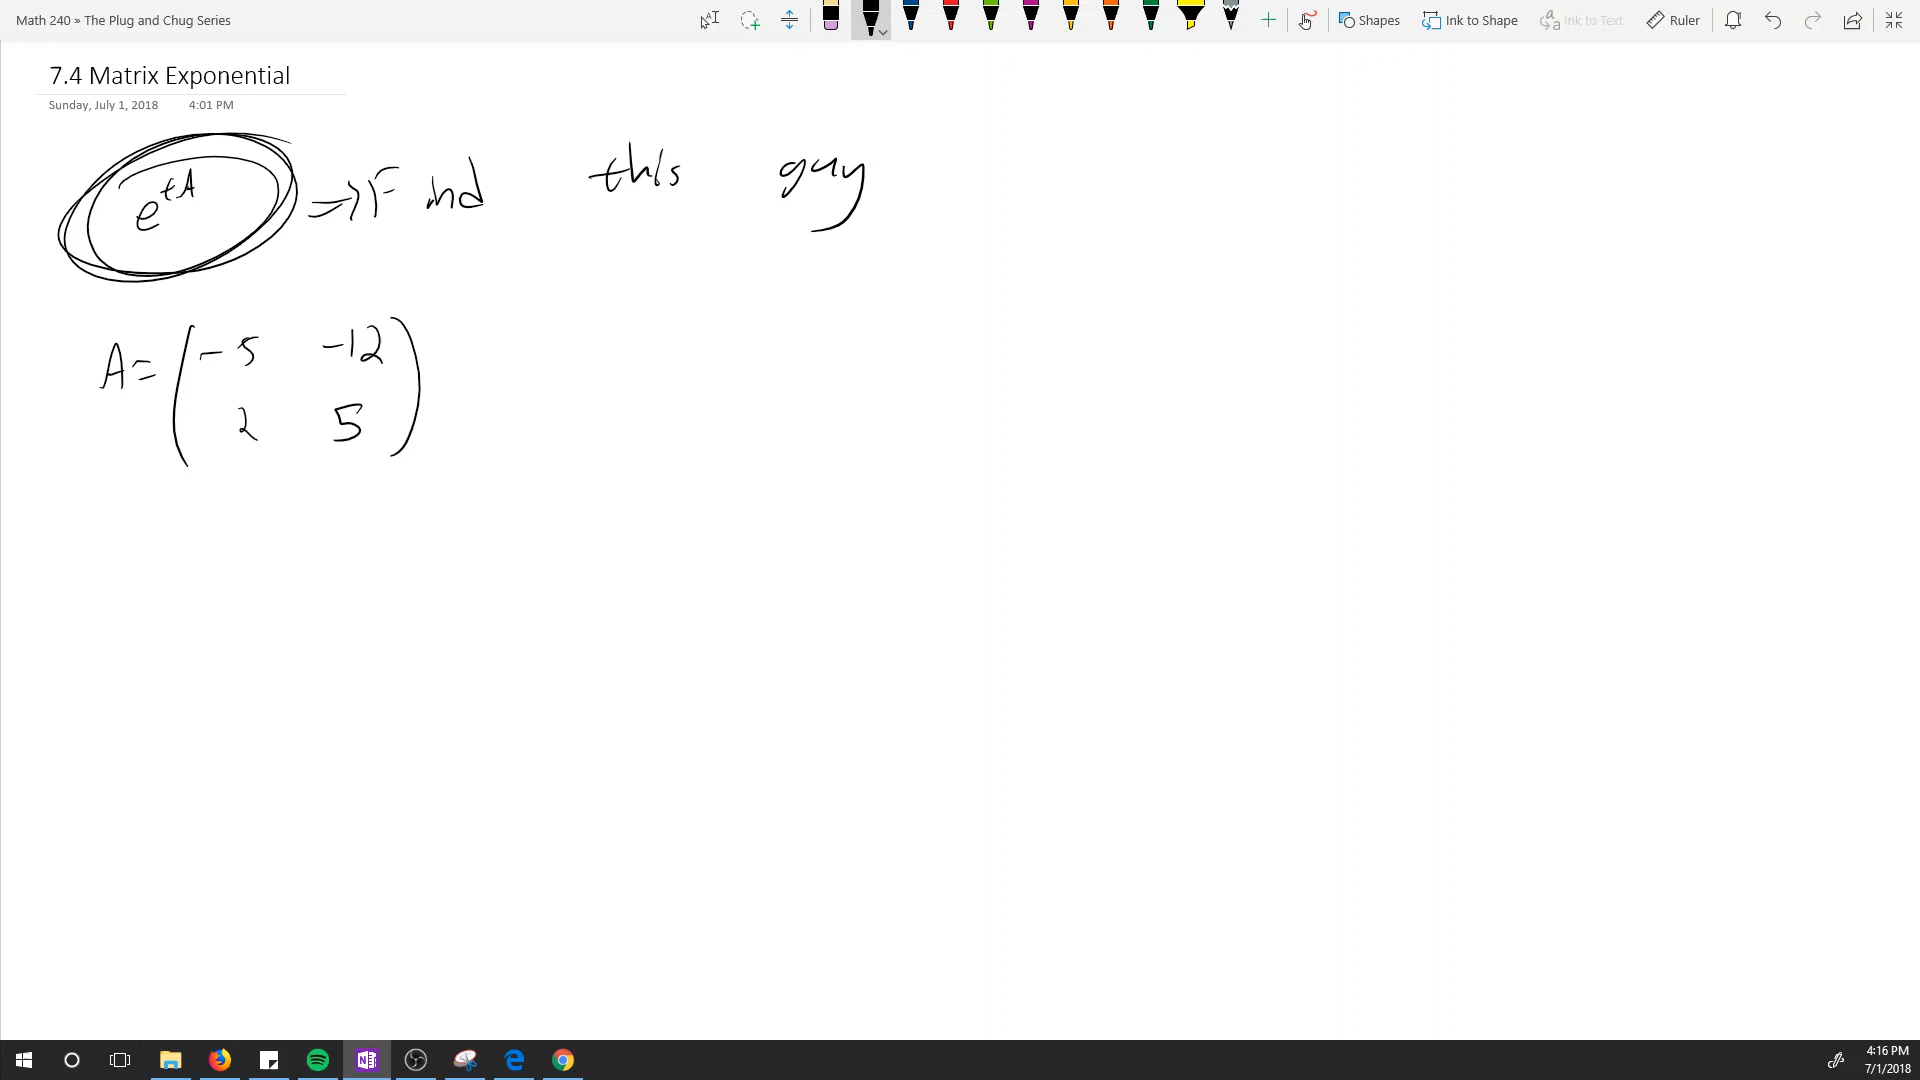 Math 240 » The Plug and Chug Series
Shapes Ink to Shape Ink to Text Ruler
7.4 Matrix Exponential
Sunday, July 1, 2018 4:01 PM
e^{tA} ⇒ Find this guy
A= ( -5 -12
2 5 )
4:16 PM
7/1/2018